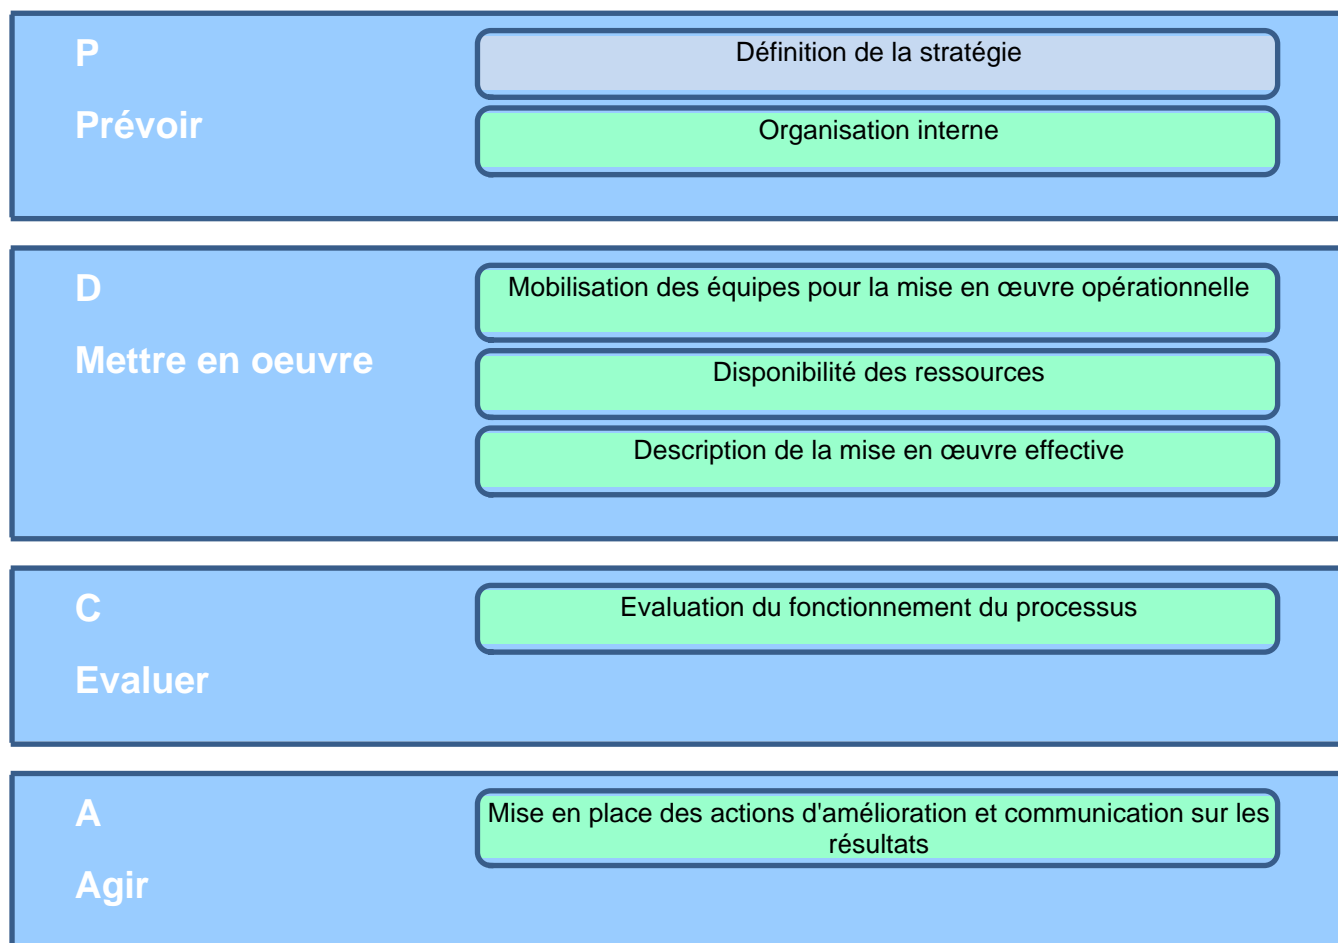 P
Prévoir
Définition de la stratégie
Organisation interne
D
Mettre en oeuvre
Mobilisation des équipes pour la mise en œuvre opérationnelle
Disponibilité des ressources
Description de la mise en œuvre effective
C
Evaluer
Evaluation du fonctionnement du processus
A
Agir
Mise en place des actions d'amélioration et communication sur les
résultats